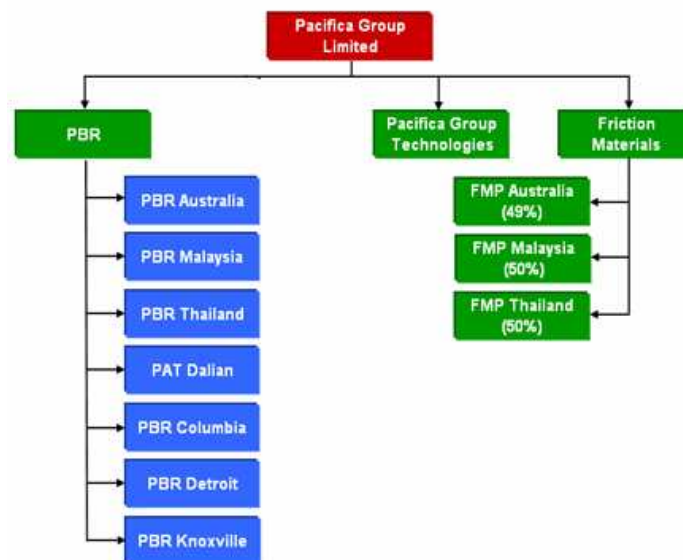 Pacifica Group
Limited
PBR
Pacifica Group
Technologies
Friction
Materials
PBR Australia
PBR Malaysia
PBR Thailand
PAT Dalian
PBR Columbia
PBR Detroit
PBR Knoxville
FMP Australia
(49%)
FMP Malaysia
(50%)
FMP Thailand
(50%)